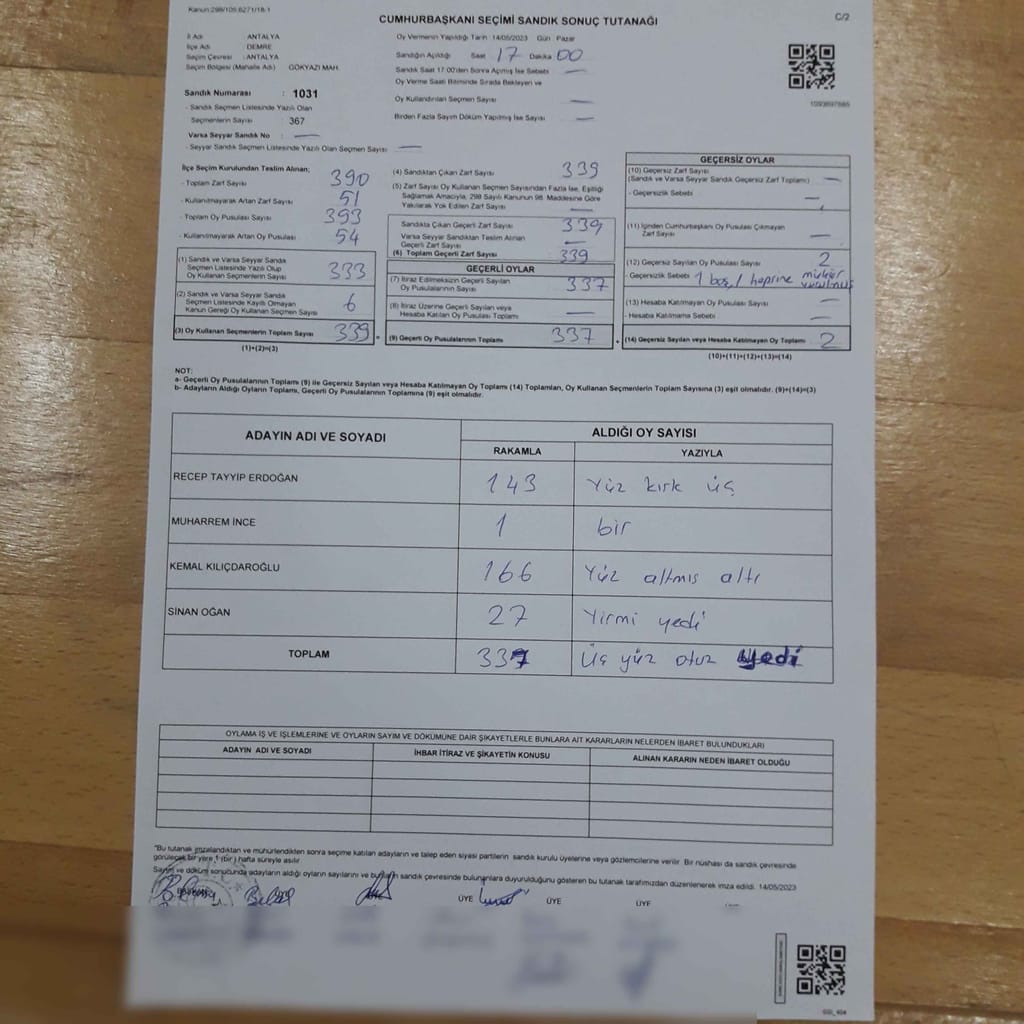 Kanun:298/105.6271/18-1
CUMHURBAŞKANI SEÇİMİ SANDIK SONUÇ TUTANAĞI
C/2
İl Adı ANTALYA
İlçe Adı DEMRE
Seçim Çevresi : ANTALYA
Seçim Bölgesi (Mahalle Adı) GÖKYAZI MAH.
Sandık Numarası : 1031
- Sandık Seçmen Listesinde Yazılı Olan
Seçmenlerin Sayısı : 367
Varsa Seyyar Sandık No : —
- Seyyar Sandık Seçmen Listesinde Yazılı Olan Seçmen Sayısı —
Oy Vermenin Yapıldığı Tarih 14/05/2023 Gün Pazar
Sandığın Açıldığı Saat 17 Dakika 00
Sandık Saat 17:00'den Sonra Açmış İse Sebebi —
Oy Verme Saati Bitiminde Sırada Bekleyen ve
Oy Kullandırılan Seçmen Sayısı —
Birden Fazla Sayım Döküm Yapılmış İse Sayısı —
İlçe Seçim Kurulundan Teslim Alınan;
- Toplam Zarf Sayısı 390
- Kullanılmayarak Artan Zarf Sayısı 51
- Toplam Oy Pusulası Sayısı 393
- Kullanılmayarak Artan Oy Pusulası 54
(1) Sandık ve Varsa Seyyar Sandık
Seçmen Listesinde Yazılı Olup
Oy Kullanan Seçmenlerin Sayısı 333
(2) Sandık ve Varsa Seyyar Sandık
Seçmen Listesinde Kayıtlı Olmayan
Kanun Gereği Oy Kullanan Seçmen Sayısı 6
(3) Oy Kullanan Seçmenlerin Toplam Sayısı 339 =
(1)+(2)=(3)
(4) Sandıktan Çıkan Zarf Sayısı 339
(5) Zarf Sayısı Oy Kullanan Seçmen Sayısından Fazla İse, Eşitliği
Sağlamak Amacıyla, 298 Sayılı Kanunun 98. Maddesine Göre
Yakılarak Yok Edilen Zarf Sayısı —
Sandıkta Çıkan Geçerli Zarf Sayısı 339
Varsa Seyyar Sandıktan Teslim Alınan
Geçerli Zarf Sayısı —
(6) Toplam Geçerli Zarf Sayısı 339
GEÇERLİ OYLAR
(7) İtiraz Edilmeksizin Geçerli Sayılan
Oy Pusulasının Sayısı 337
(8) İtiraz Üzerine Geçerli Sayılan veya
Hesaba Katılan Oy Pusulası Toplamı —
(9) Geçerli Oy Pusulalarının Toplamı 337 +
GEÇERSİZ OYLAR
(10) Geçersiz Zarf Sayısı
(Sandık ve Varsa Seyyar Sandık Geçersiz Zarf Toplamı) —
- Geçersizlik Sebebi —
(11) İçinden Cumhurbaşkanı Oy Pusulası Çıkmayan
Zarf Sayısı —
(12) Geçersiz Sayılan Oy Pusulası Sayısı 2
- Geçersizlik Sebebi 1 boş, 1 hepsine mühür vurulmuş
(13) Hesaba Katılmayan Oy Pusulası Sayısı —
- Hesaba Katılmama Sebebi —
(14) Geçersiz Sayılan veya Hesaba Katılmayan Oy Toplamı 2
(10)+(11)+(12)+(13)=(14)
NOT:
a- Geçerli Oy Pusulalarının Toplamı (9) ile Geçersiz Sayılan veya Hesaba Katılmayan Oy Toplamı (14) Toplamları, Oy Kullanan Seçmenlerin Toplam Sayısına (3) eşit olmalıdır. (9)+(14)=(3)
b- Adayların Aldığı Oyların Toplamı, Geçerli Oy Pusulalarının Toplamına (9) eşit olmalıdır.
ADAYIN ADI VE SOYADI ALDIĞI OY SAYISI
RAKAMLA YAZIYLA
RECEP TAYYİP ERDOĞAN 143 Yüz kırk üç
MUHARREM İNCE 1 bir
KEMAL KILIÇDAROĞLU 166 Yüz altmış altı
SİNAN OĞAN 27 Yirmi yedi
TOPLAM 337 Üç yüz otuz yedi
OYLAMA İŞ VE İŞLEMLERİNE VE OYLARIN SAYIM VE DÖKÜMÜNE DAİR ŞİKAYETLERLE BUNLARA AİT KARARLARIN NELERDEN İBARET BULUNDUKLARI
ADAYIN ADI VE SOYADI İHBAR İTİRAZ VE ŞİKAYETİN KONUSU ALINAN KARARIN NEDEN İBARET OLDUĞU
"Bu tutanak imzalandıktan ve mühürlendikten sonra seçime katılan adayların ve talep eden siyasi partilerin sandık kurulu üyelerine veya gözlemcilerine verilir. Bir nüshası da sandık çevresinde
görülecek bir yere 1 (bir) hafta süreyle asılır.
Sayım ve döküm sonucunda adayların aldığı oyların sayılarını ve sandık çevresinde bulunanlara duyurulduğunu gösteren bu tutanak tarafımızdan düzenlenerek imza edildi. 14/05/2023
ÜYE ÜYE ÜYE